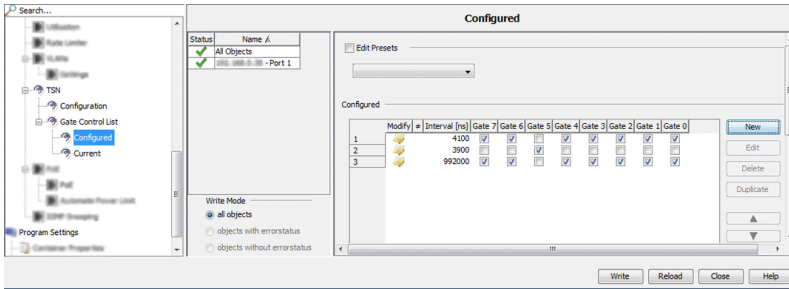 Search...
TSN
Configuration
Gate Control List
Configured
Current
Program Settings
Status Name
All Objects
- Port 1
Write Mode
all objects
objects with errorstatus
objects without errorstatus
Configured
Edit Presets
Configured
Modify ≠ Interval [ns] Gate 7 Gate 6 Gate 5 Gate 4 Gate 3 Gate 2 Gate 1 Gate 0
1 4100
2 3900
3 992000
New
Edit
Delete
Duplicate
Write Reload Close Help